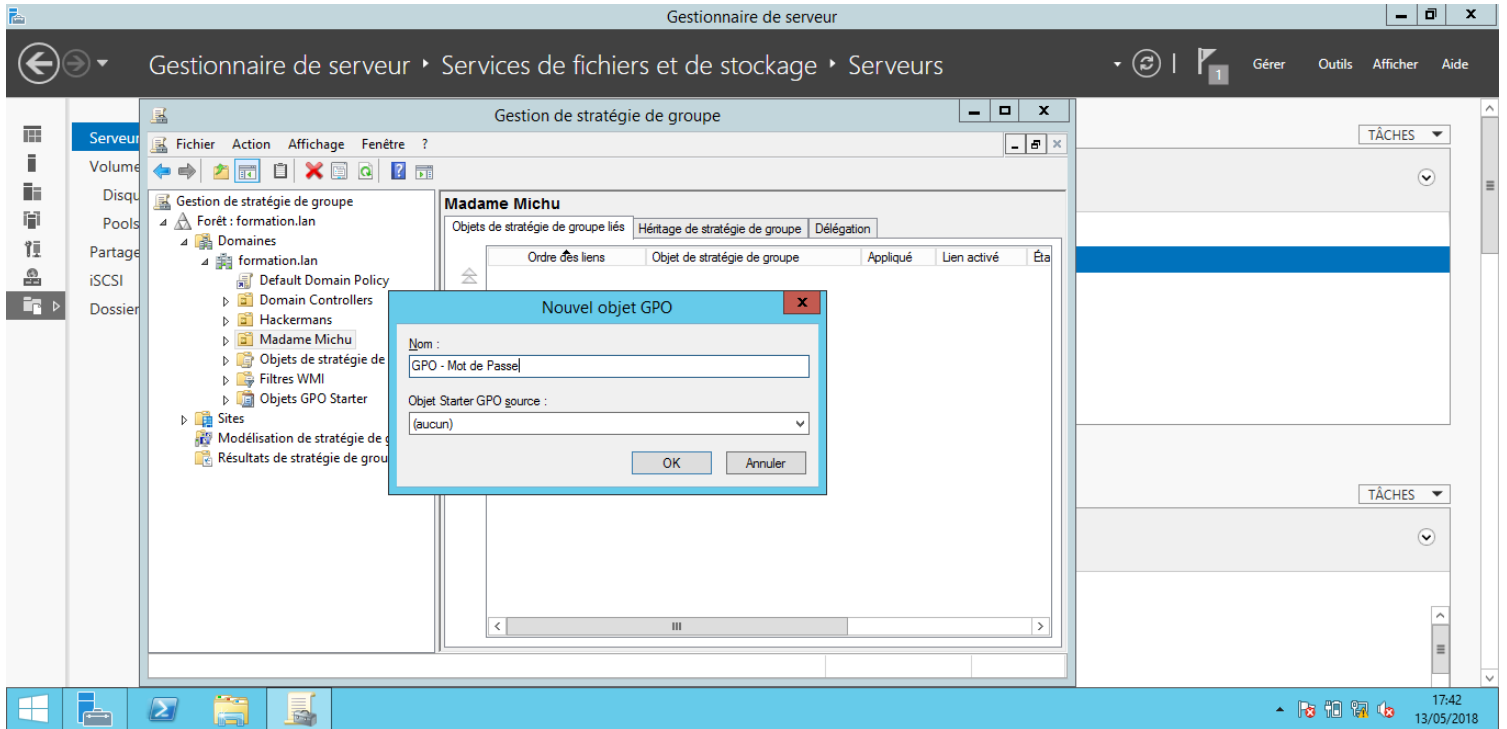 Gestionnaire de serveur
Gestionnaire de serveur ‣ Services de fichiers et de stockage ‣ Serveurs
1
Gérer Outils Afficher Aide
Serveur
Volume
Disqu
Pools
Partage
iSCSI
Dossier
TÂCHES
TÂCHES
Gestion de stratégie de groupe
Fichier Action Affichage Fenêtre ?
Gestion de stratégie de groupe
Forêt : formation.lan
Domaines
formation.lan
Default Domain Policy
Domain Controllers
Hackermans
Madame Michu
Objets de stratégie de
Filtres WMI
Objets GPO Starter
Sites
Modélisation de stratégie de g
Résultats de stratégie de grou
Madame Michu
Objets de stratégie de groupe liés Héritage de stratégie de groupe Délégation
Ordre des liens Objet de stratégie de groupe Appliqué Lien activé Éta
Nouvel objet GPO
Nom :
GPO - Mot de Passe
Objet Starter GPO source :
(aucun)
OK Annuler
17:42
13/05/2018